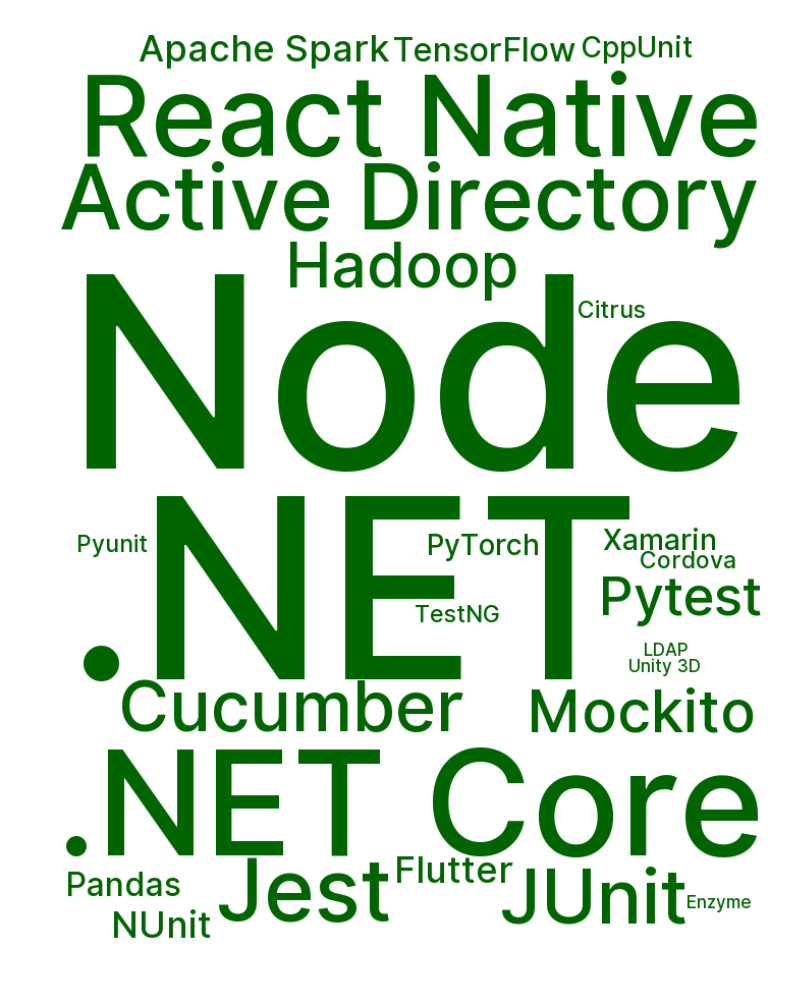 Apache Spark TensorFlow CppUnit
React Native
Active Directory
Hadoop
Citrus
Node
.NET
Pyunit
PyTorch
Xamarin
Cordova
Pytest
TestNG
LDAP
Unity 3D
Cucumber
Mockito
.NET Core
Pandas
Jest
Flutter
JUnit
Enzyme
NUnit